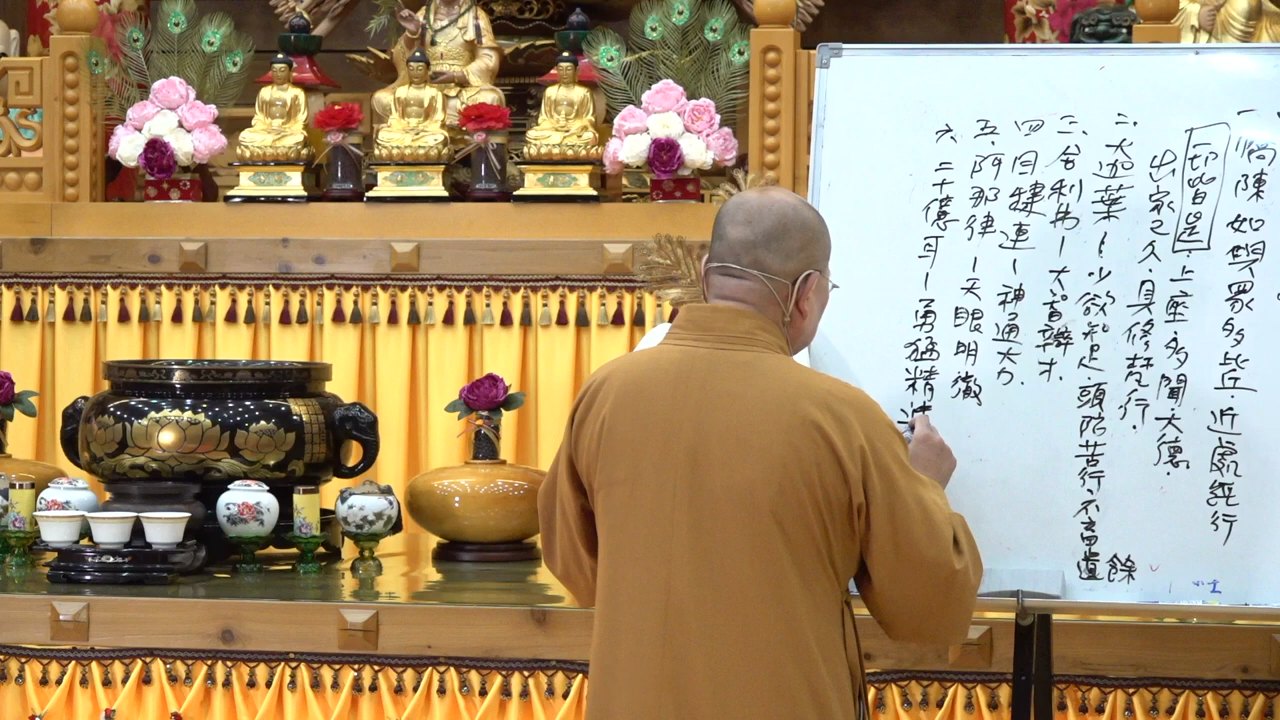 一、憍陳如與眾多比丘．近處經行
一切皆是．上座．多聞．大德．
出家已久．具修梵行．
二．大迦葉－少欲知足．頭陀苦行．不畜遺餘
三、舍利弗－大智辯才．
四．目犍連－神通大力．
五．阿那律－天眼明徹
六．二十億耳－勇猛精進